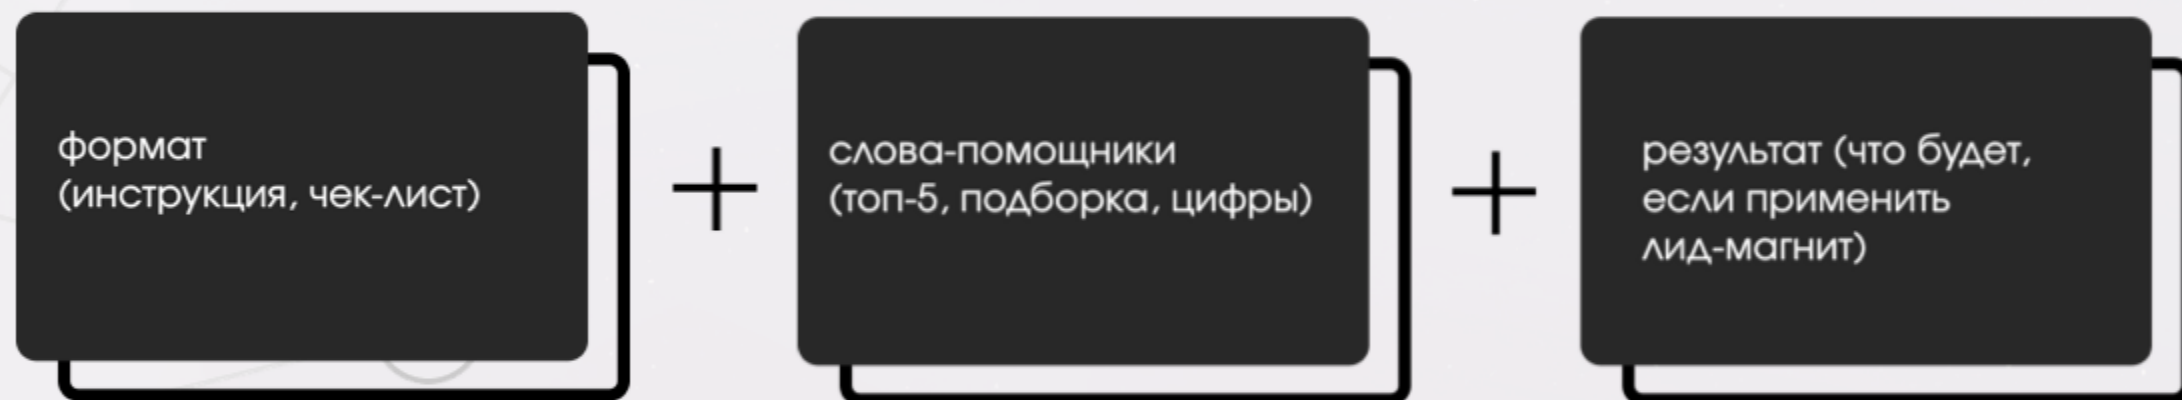 формат
(инструкция, чек-лист)
+
слова-помощники
(топ-5, подборка, цифры)
+
результат (что будет,
если применить
лид-магнит)